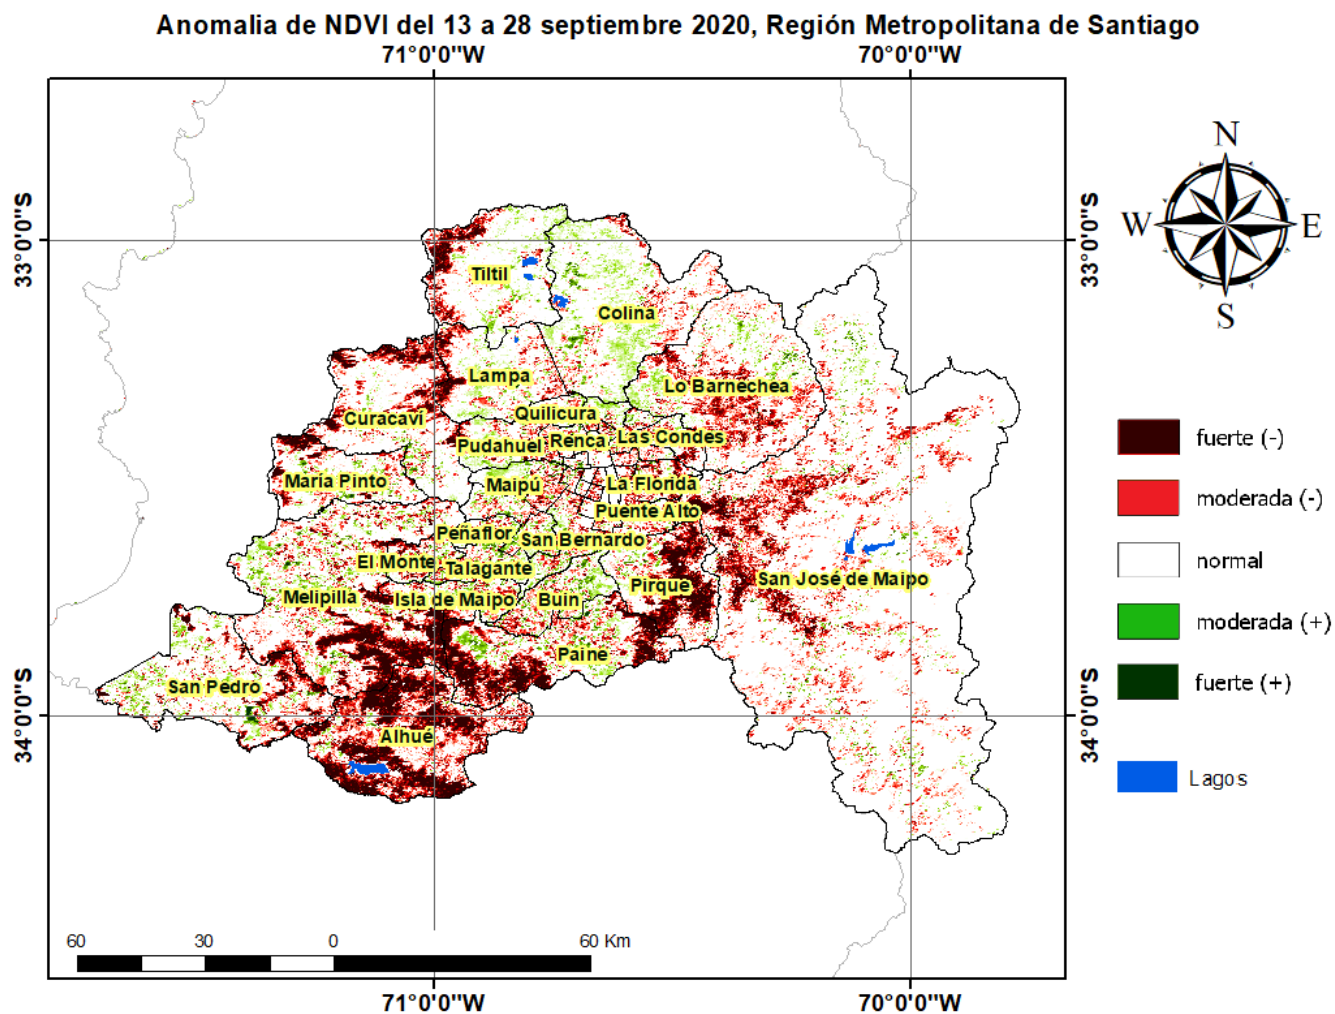 Anomalia de NDVI del 13 a 28 septiembre 2020, Región Metropolitana de Santiago
71°0'0"W 70°0'0"W
N
W E
S
33°0'0"S 33°0'0"S
Tiltil
Colina
Lampa
Lo Barnechea
Quilicura
Curacaví
Pudahuel Renca Las Condes
María Pinto
Maipú
La Florida
Puente Alto
Peñaflor
San Bernardo
El Monte
Talagante
San José de Maipo
Pirque
Melipilla
Isla de Maipo
Buin
Paine
San Pedro
Alhué
34°0'0"S 34°0'0"S
fuerte (-)
moderada (-)
normal
moderada (+)
fuerte (+)
Lagos
60 30 0 60 Km
71°0'0"W 70°0'0"W